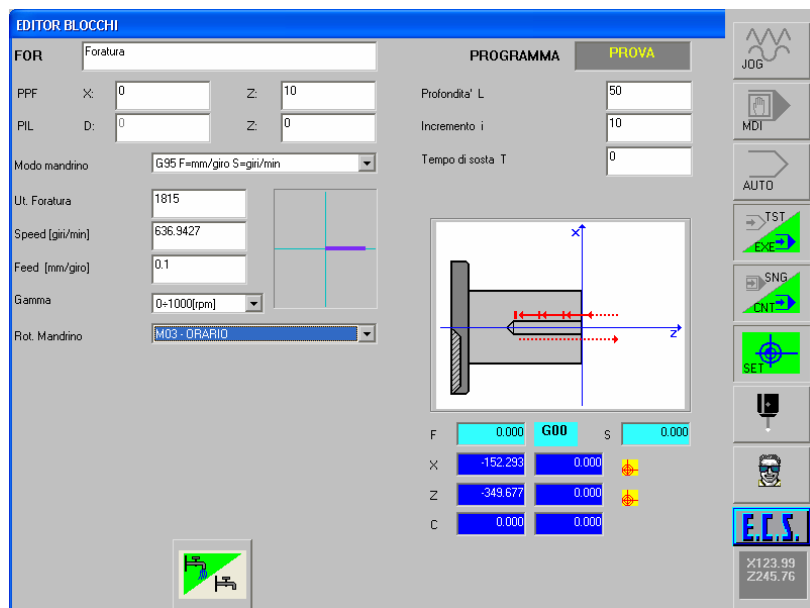 EDITOR BLOCCHI
FOR Foratura PROGRAMMA PROVA
PPF X: 0 Z: 10 Profondita' L 50
PIL D: 0 Z: 0 Incremento i 10
Modo mandrino G95 F=mm/giro S=giri/min Tempo di sosta T 0
Ut. Foratura 1815
Speed [giri/min] 636.9427
Feed [mm/giro] 0.1
Gamma 0÷1000[rpm]
Rot. Mandrino M03 - ORARIO
x
z
F 0.000 G00 S 0.000
X -152.293 0.000
Z -349.677 0.000
C 0.000 0.000
JOG
MDI
AUTO
TST
EXE
SNG
CNT
SET
E.C.S.
X123.99
Z245.76